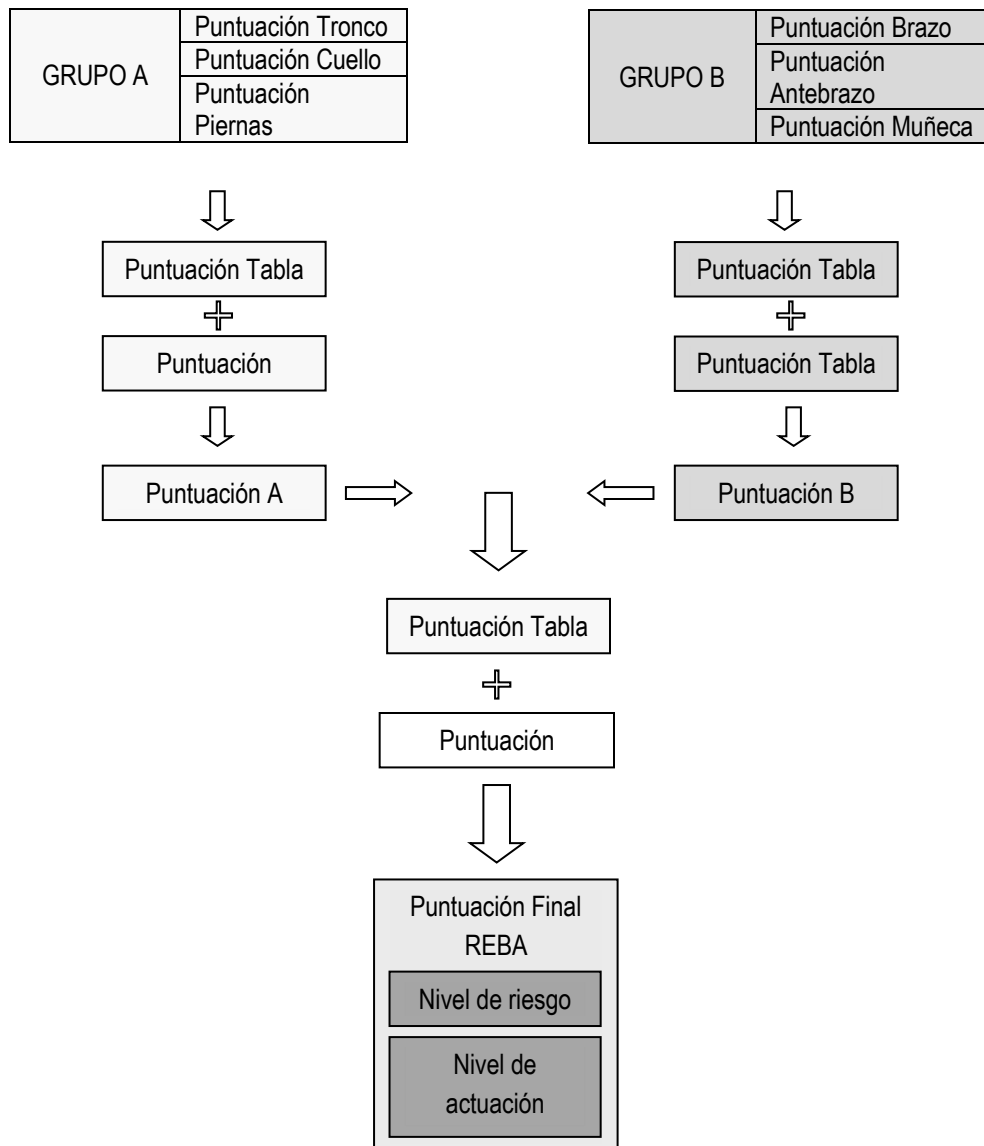 GRUPO A
Puntuación Tronco
Puntuación Cuello
Puntuación
Piernas
GRUPO B
Puntuación Brazo
Puntuación
Antebrazo
Puntuación Muñeca
Puntuación Tabla
Puntuación Tabla
Puntuación
Puntuación Tabla
Puntuación A
Puntuación B
Puntuación Tabla
Puntuación
Puntuación Final
REBA
Nivel de riesgo
Nivel de
actuación